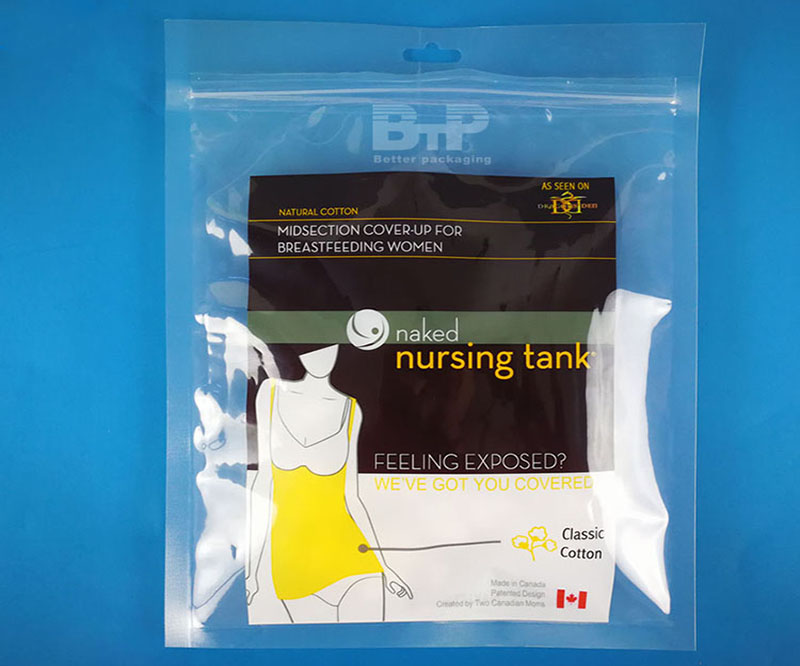 BTP
Better packaging
AS SEEN ON
NATURAL COTTON
MIDSECTION COVER-UP FOR
BREASTFEEDING WOMEN
naked
nursing tank
FEELING EXPOSED?
WE'VE GOT YOU COVERED
Classic
Cotton
Made in Canada
Patented Design
Created by Two Canadian Moms